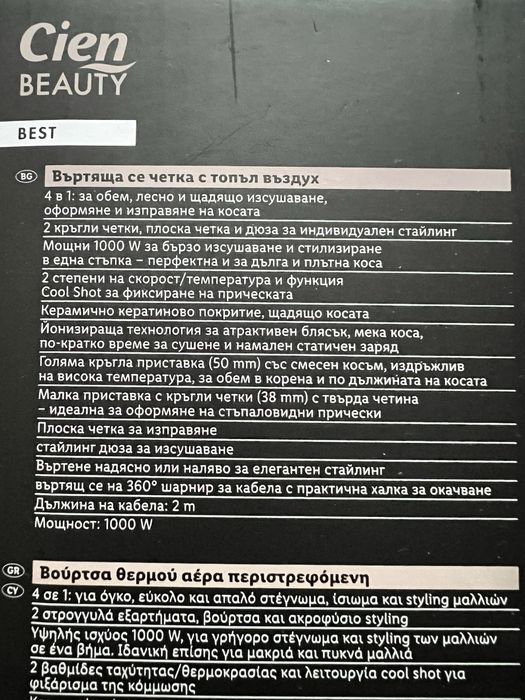 Cien
BEAUTY
BEST
BG Въртяща се четка с топъл въздух
4 в 1: за обем, лесно и щадящо изсушаване,
оформяне и изправяне на косата
2 кръгли четки, плоска четка и дюза за индивидуален стайлинг
Мощни 1000 W за бързо изсушаване и стилизиране
в една стъпка – перфектна и за дълга и плътна коса
2 степени на скорост/температура и функция
Cool Shot за фиксиране на прическата
Керамично кератиново покритие, щадящо косата
Йонизираща технология за атрактивен блясък, мека коса,
по-кратко време за сушене и намален статичен заряд
Голяма кръгла приставка (50 mm) със смесен косъм, издръжлив
на висока температура, за обем в корена и по дължината на косата
Малка приставка с кръгли четки (38 mm) с твърда четина
– идеална за оформяне на стъпаловидни прически
Плоска четка за изправяне
стайлинг дюза за изсушаване
Въртене надясно или наляво за елегантен стайлинг
въртящ се на 360° шарнир за кабела с практична халка за окачване
Дължина на кабела: 2 m
Мощност: 1000 W
GR Βούρτσα θερμού αέρα περιστρεφόμενη
CY 4 σε 1: για όγκο, εύκολο και απαλό στέγνωμα, ίσιωμα και styling μαλλιών
2 στρογγυλά εξαρτήματα, βούρτσα και ακροφύσιο styling
Υψηλής ισχύος 1000 W, για γρήγορο στέγνωμα και styling των μαλλιών
σε ένα βήμα. Ιδανική επίσης για μακριά και πυκνά μαλλιά
2 βαθμίδες ταχύτητας/θερμοκρασίας και λειτουργία cool shot για
φιξάρισμα της κόμμωσης